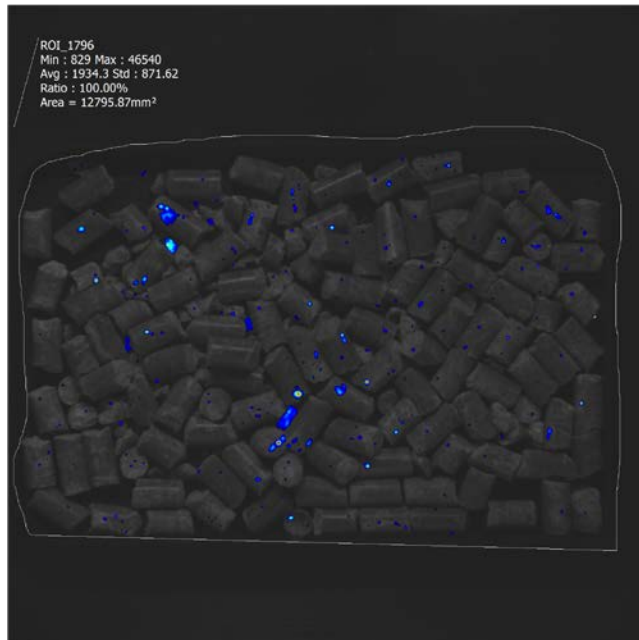 ROI_1796
Min : 829 Max : 46540
Avg : 1934.3 Std : 871.62
Ratio : 100.00%
Area = 12795.87mm²